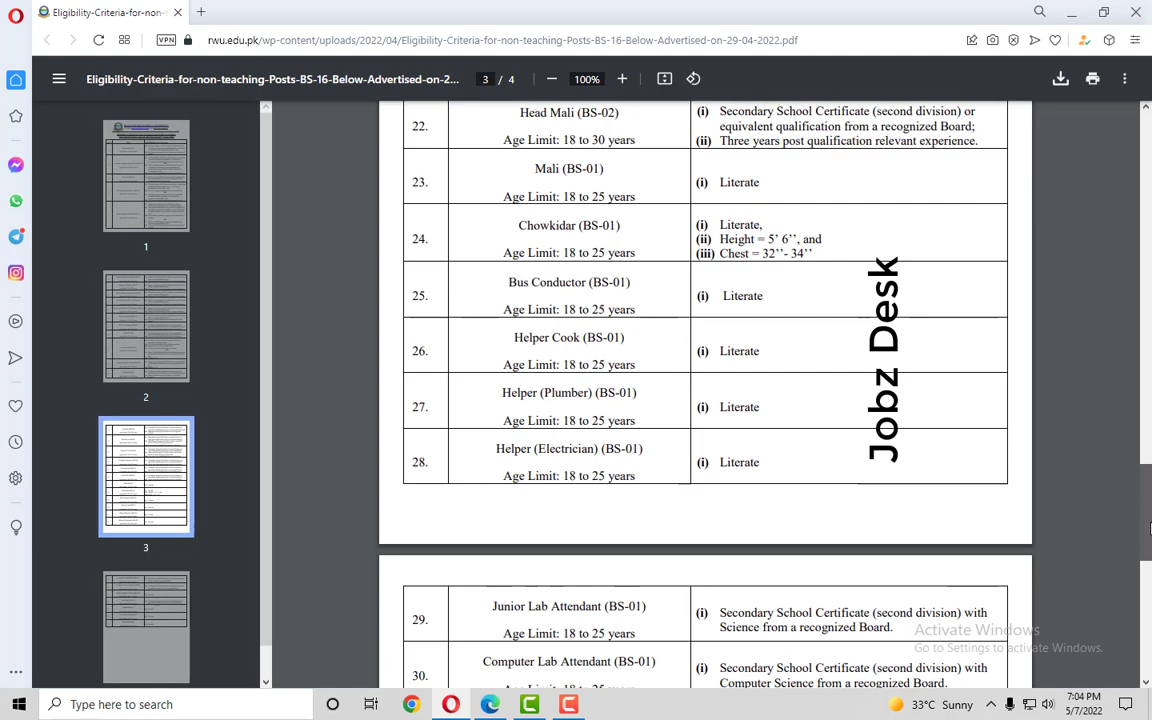 Eligibility-Criteria-for-non-
rwu.edu.pk/wp-content/uploads/2022/04/Eligibility-Criteria-for-non-teaching-Posts-BS-16-Below-Advertised-on-29-04-2022.pdf
VPN
Eligibility-Criteria-for-non-teaching-Posts-BS-16-Below-Advertised-on-2...
3 / 4
100%
1
2
3
22.
Head Mali (BS-02)
Age Limit: 18 to 30 years
(i) Secondary School Certificate (second division) or
equivalent qualification from a recognized Board;
(ii) Three years post qualification relevant experience.
23.
Mali (BS-01)
Age Limit: 18 to 25 years
(i) Literate
24.
Chowkidar (BS-01)
Age Limit: 18 to 25 years
(i) Literate,
(ii) Height = 5’ 6’’, and
(iii) Chest = 32’’- 34’’
25.
Bus Conductor (BS-01)
Age Limit: 18 to 25 years
(i) Literate
26.
Helper Cook (BS-01)
Age Limit: 18 to 25 years
(i) Literate
27.
Helper (Plumber) (BS-01)
Age Limit: 18 to 25 years
(i) Literate
28.
Helper (Electrician) (BS-01)
Age Limit: 18 to 25 years
(i) Literate
Jobz Desk
29.
Junior Lab Attendant (BS-01)
Age Limit: 18 to 25 years
(i) Secondary School Certificate (second division) with
Science from a recognized Board.
30.
Computer Lab Attendant (BS-01)
Age Limit: 18 to 25 years
(i) Secondary School Certificate (second division) with
Computer Science from a recognized Board.
Activate Windows
Go to Settings to activate Windows.
Type here to search
33°C Sunny
7:04 PM
5/7/2022